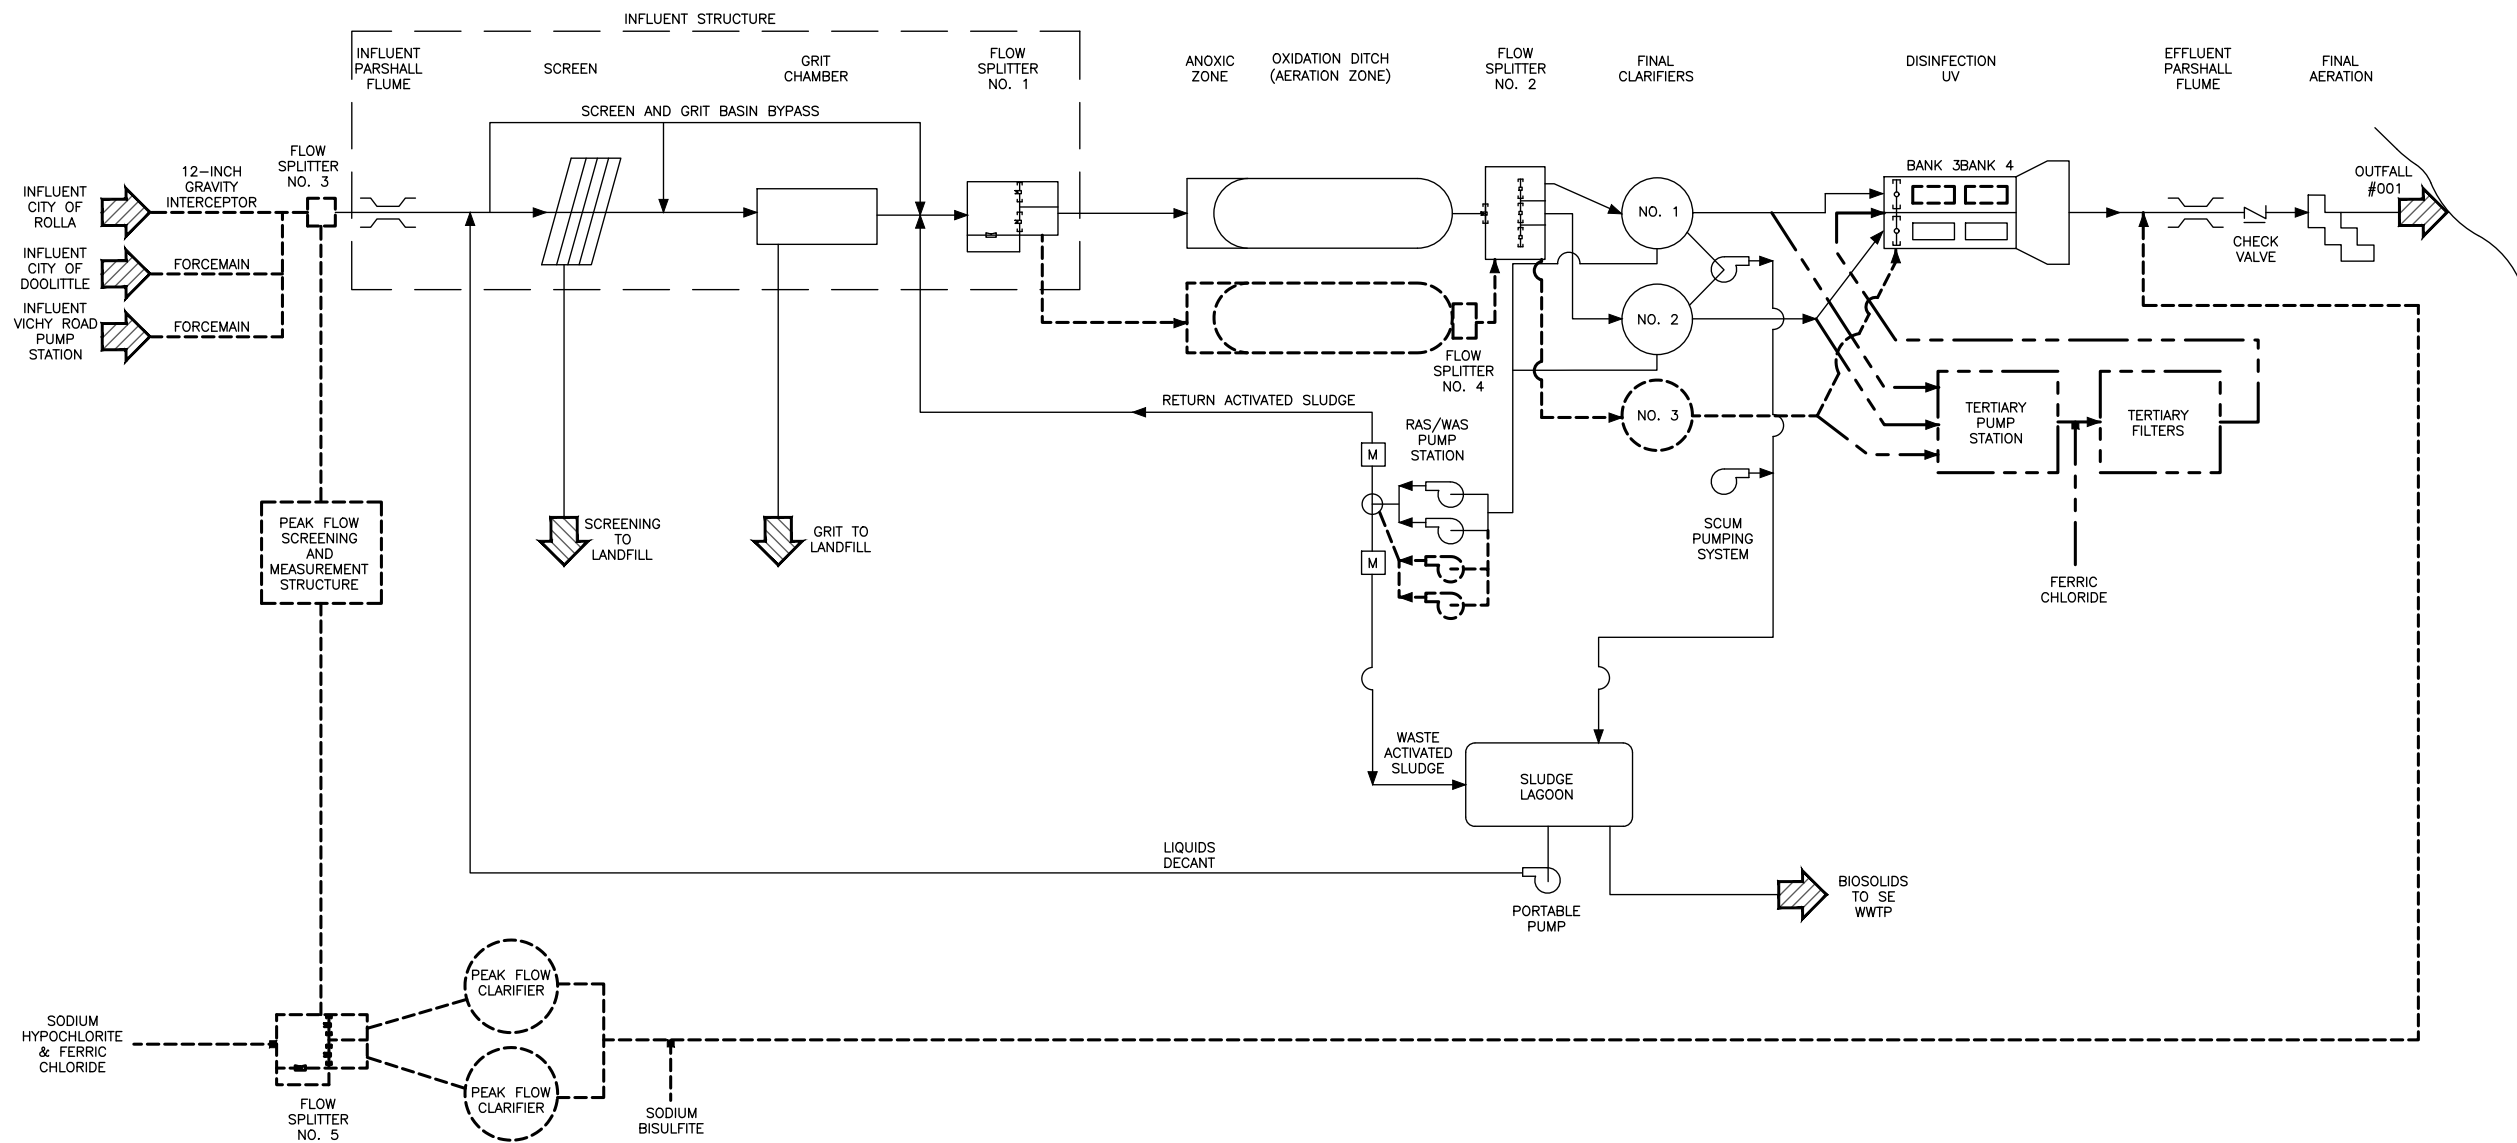 INFLUENT STRUCTURE
INFLUENT
PARSHALL
FLUME
SCREEN
GRIT
CHAMBER
FLOW
SPLITTER
NO. 1
ANOXIC
ZONE
OXIDATION DITCH
(AERATION ZONE)
FLOW
SPLITTER
NO. 2
FINAL
CLARIFIERS
DISINFECTION
UV
EFFLUENT
PARSHALL
FLUME
FINAL
AERATION
SCREEN AND GRIT BASIN BYPASS
FLOW
SPLITTER
NO. 3
12-INCH
GRAVITY
INTERCEPTOR
INFLUENT
CITY OF
ROLLA
INFLUENT
CITY OF
DOOLITTLE
FORCEMAIN
INFLUENT
VICHY ROAD
PUMP
STATION
FORCEMAIN
NO. 1
NO. 2
NO. 3
BANK 3BANK 4
OUTFALL
#001
CHECK
VALVE
FLOW
SPLITTER
NO. 4
RETURN ACTIVATED SLUDGE
RAS/WAS
PUMP
STATION
M
M
TERTIARY
PUMP
STATION
TERTIARY
FILTERS
PEAK FLOW
SCREENING
AND
MEASUREMENT
STRUCTURE
SCREENING
TO
LANDFILL
GRIT TO
LANDFILL
SCUM
PUMPING
SYSTEM
FERRIC
CHLORIDE
WASTE
ACTIVATED
SLUDGE
SLUDGE
LAGOON
LIQUIDS
DECANT
PORTABLE
PUMP
BIOSOLIDS
TO SE
WWTP
PEAK FLOW
CLARIFIER
SODIUM
HYPOCHLORITE
& FERRIC
CHLORIDE
PEAK FLOW
CLARIFIER
FLOW
SPLITTER
NO. 5
SODIUM
BISULFITE